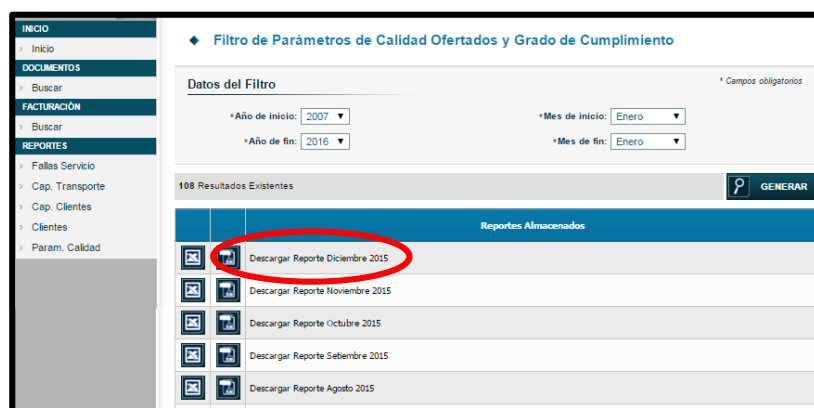 INICIO
Inicio
DOCUMENTOS
Buscar
FACTURACIÓN
Buscar
REPORTES
Fallas Servicio
Cap. Transporte
Cap. Clientes
Clientes
Param. Calidad
Filtro de Parámetros de Calidad Ofertados y Grado de Cumplimiento
Datos del Filtro
* Campos obligatorios
*Año de inicio: 2007 *Mes de inicio: Enero
*Año de fin: 2016 *Mes de fin: Enero
108 Resultados Existentes GENERAR
Reportes Almacenados
Descargar Reporte Diciembre 2015
Descargar Reporte Noviembre 2015
Descargar Reporte Octubre 2015
Descargar Reporte Setiembre 2015
Descargar Reporte Agosto 2015